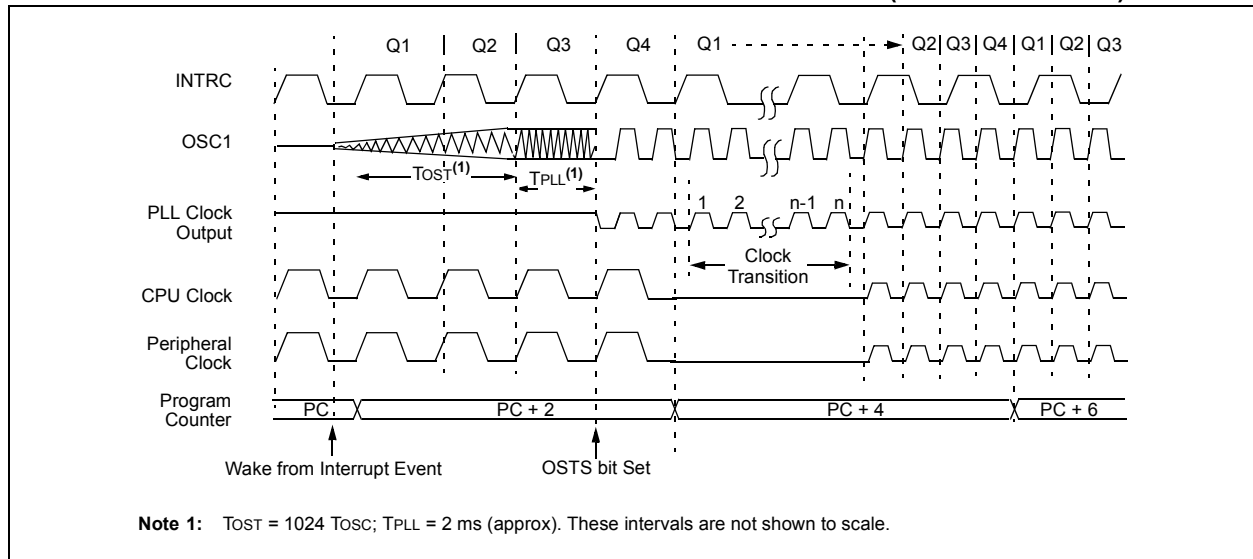 Q1 Q2 Q3 Q4 Q1 Q2 Q3 Q4 Q1 Q2 Q3
INTRC
OSC1
TOST(1)
TPLL(1)
1 2 n-1 n
PLL Clock
Output
Clock
Transition
CPU Clock
Peripheral
Clock
Program
Counter
PC PC + 2 PC + 4 PC + 6
Wake from Interrupt Event OSTS bit Set
Note 1: TOST = 1024 TOSC; TPLL = 2 ms (approx). These intervals are not shown to scale.